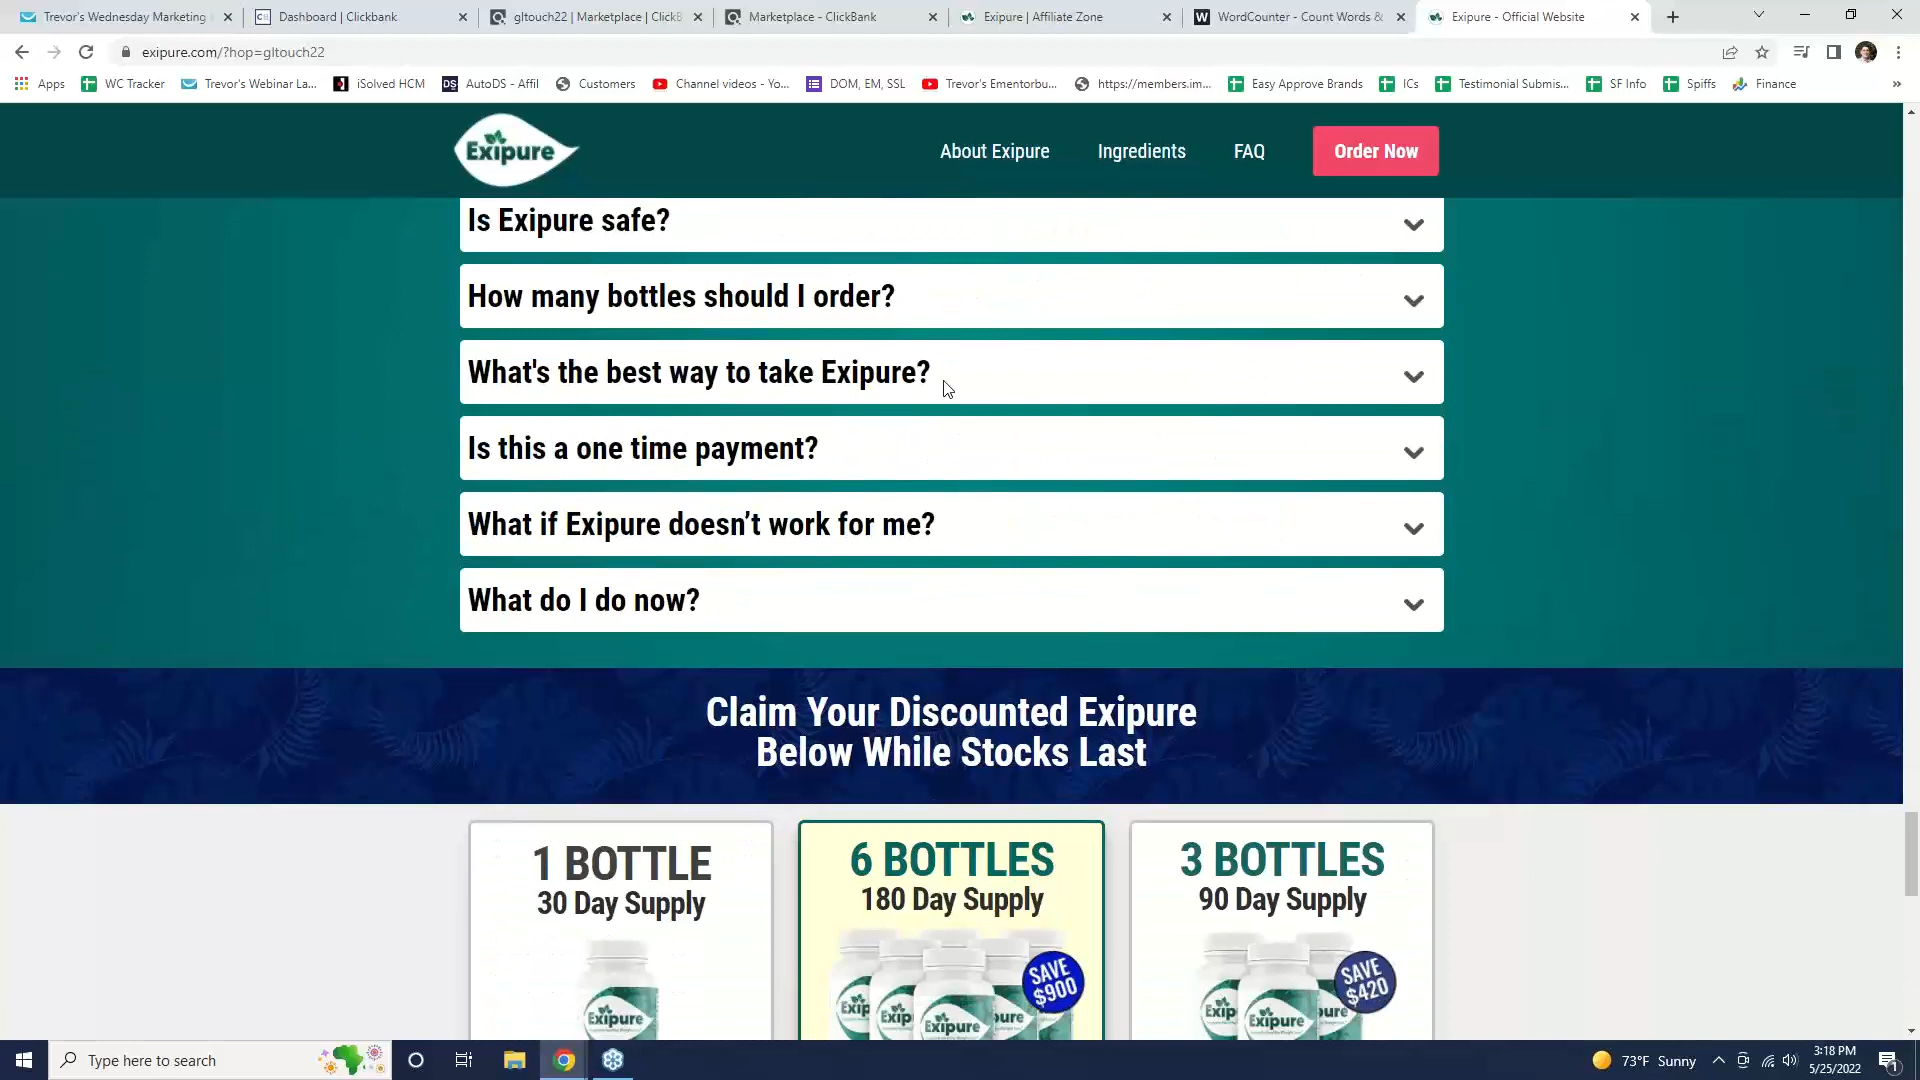 Trevor's Wednesday Marketing
Dashboard | Clickbank
gltouch22 | Marketplace | ClickB
Marketplace - ClickBank
Exipure | Affiliate Zone
WordCounter - Count Words &
Exipure - Official Website
exipure.com/?hop=gltouch22
Apps
WC Tracker
Trevor's Webinar La...
iSolved HCM
AutoDS - Affil
Customers
Channel videos - Yo...
DOM, EM, SSL
Trevor's Ementorbu...
https://members.im...
Easy Approve Brands
ICs
Testimonial Submis...
SF Info
Spiffs
Finance
»
Exipure
About Exipure
Ingredients
FAQ
Order Now
Is Exipure safe?
How many bottles should I order?
What's the best way to take Exipure?
Is this a one time payment?
What if Exipure doesn’t work for me?
What do I do now?
Claim Your Discounted Exipure
Below While Stocks Last
1 BOTTLE
30 Day Supply
Exipure
6 BOTTLES
180 Day Supply
SAVE
$900
Exipure
3 BOTTLES
90 Day Supply
SAVE
$420
Exipure
Type here to search
73°F Sunny
3:18 PM
5/25/2022
1